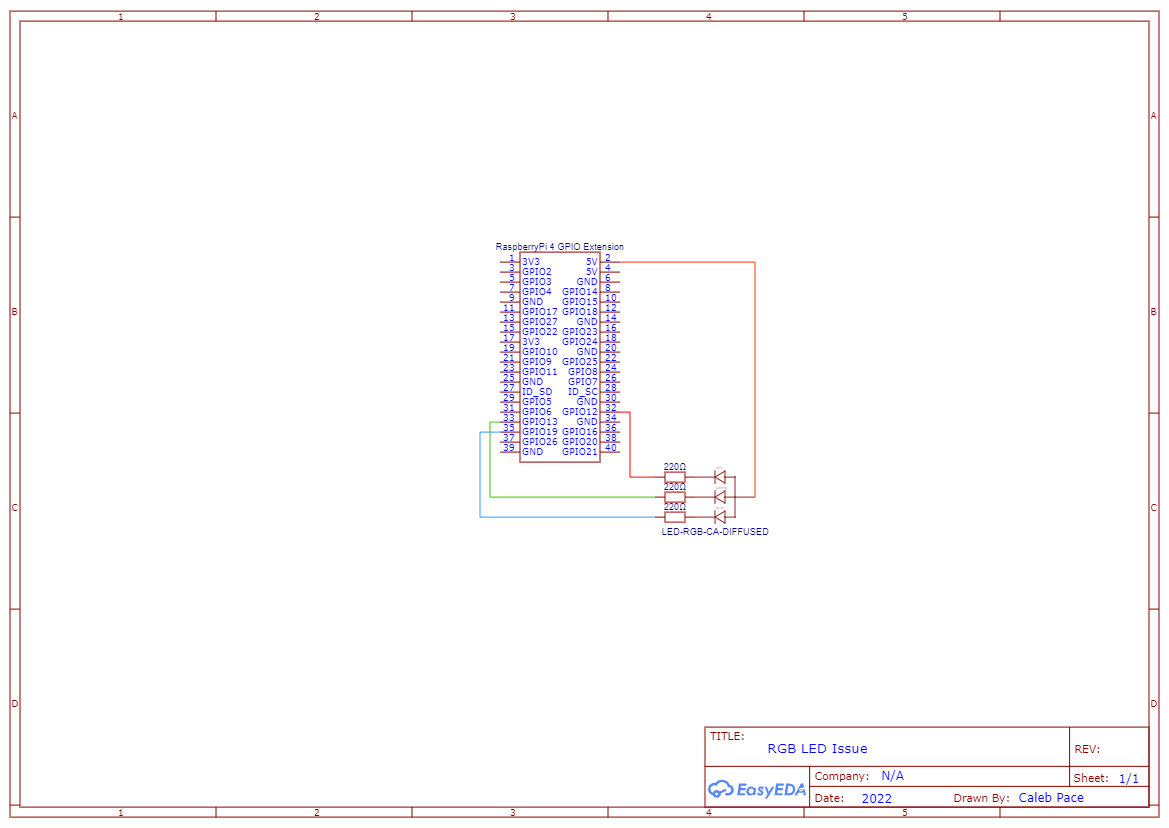 1 2 3 4 5
A A
RaspberryPi 4 GPIO Extension
1 3V3 5V 2
3 GPIO2 5V 4
5 GPIO3 GND 6
7 GPIO4 GPIO14 8
9 GND GPIO15 10
11 GPIO17 GPIO18 12
B B
13 GPIO27 GND 14
15 GPIO22 GPIO23 16
17 3V3 GPIO24 18
19 GPIO10 GND 20
21 GPIO9 GPIO25 22
23 GPIO11 GPIO8 24
25 GND GPIO7 26
27 ID_SD ID_SC 28
29 GPIO5 GND 30
31 GPIO6 GPIO12 32
33 GPIO13 GND 34
35 GPIO19 GPIO16 36
37 GPIO26 GPIO20 38
39 GND GPIO21 40
220Ω
220Ω
220Ω
C C
LED-RGB-CA-DIFFUSED
D D
TITLE:
RGB LED Issue
REV:
EasyEDA
Company: N/A
Sheet: 1/1
Date: 2022
Drawn By: Caleb Pace
1 2 3 4 5